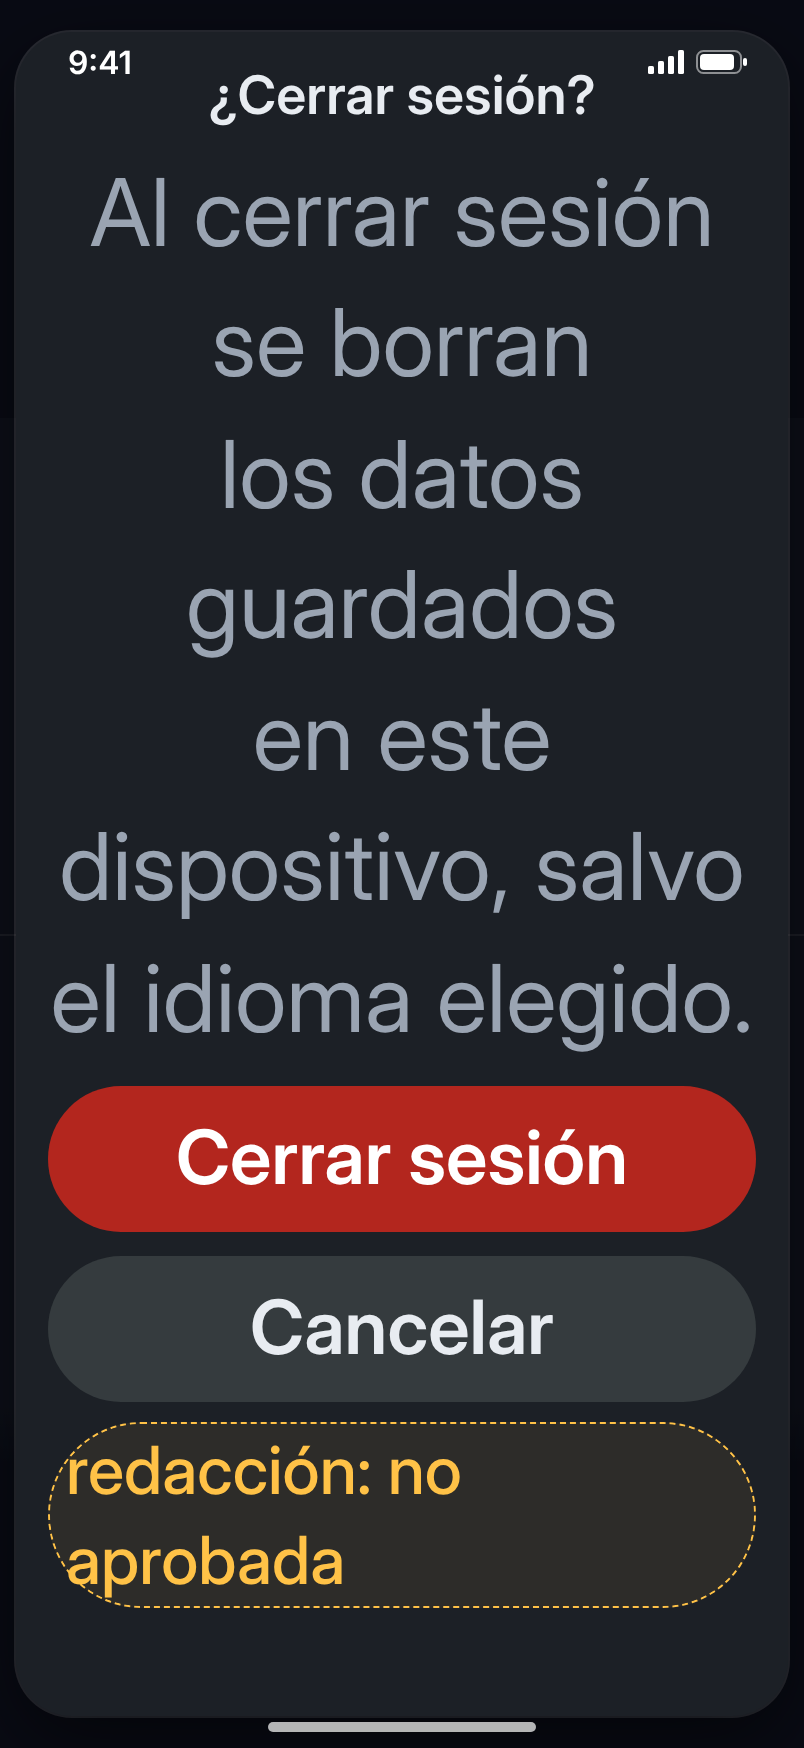 9:41
¿Cerrar sesión?
Al cerrar sesión
se borran
los datos
guardados
en este
dispositivo, salvo
el idioma elegido.
Cerrar sesión
Cancelar
redacción: no
aprobada